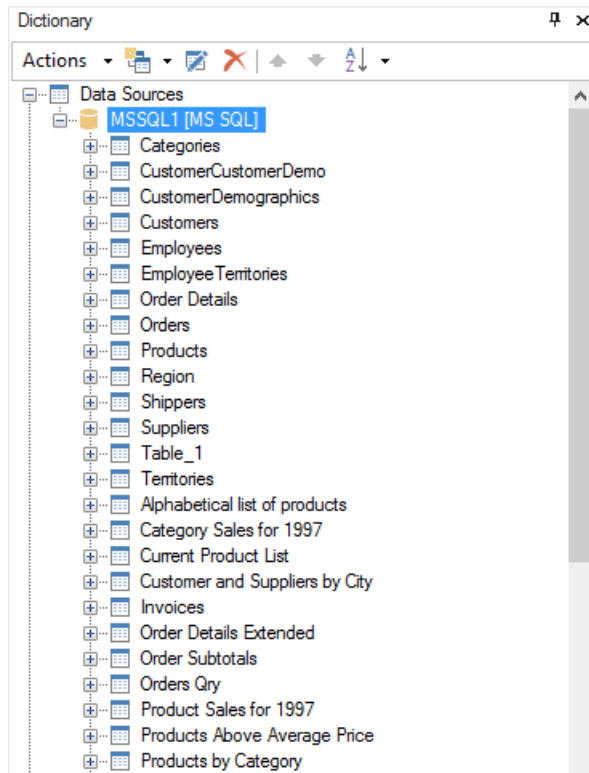 Dictionary
Actions
Data Sources
MSSQL1 [MS SQL]
Categories
CustomerCustomerDemo
CustomerDemographics
Customers
Employees
EmployeeTerritories
Order Details
Orders
Products
Region
Shippers
Suppliers
Table_1
Territories
Alphabetical list of products
Category Sales for 1997
Current Product List
Customer and Suppliers by City
Invoices
Order Details Extended
Order Subtotals
Orders Qry
Product Sales for 1997
Products Above Average Price
Products by Category